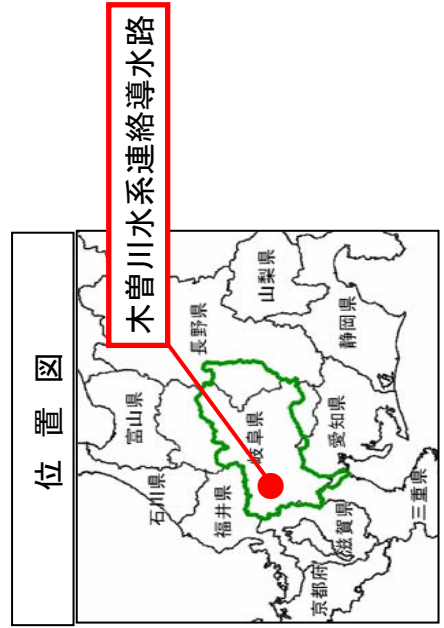 位置図
木曽川水系連絡導水路
石川県
富山県
福井県
長野県
岐阜県
山梨県
京都府
滋賀県
愛知県
静岡県
三重県